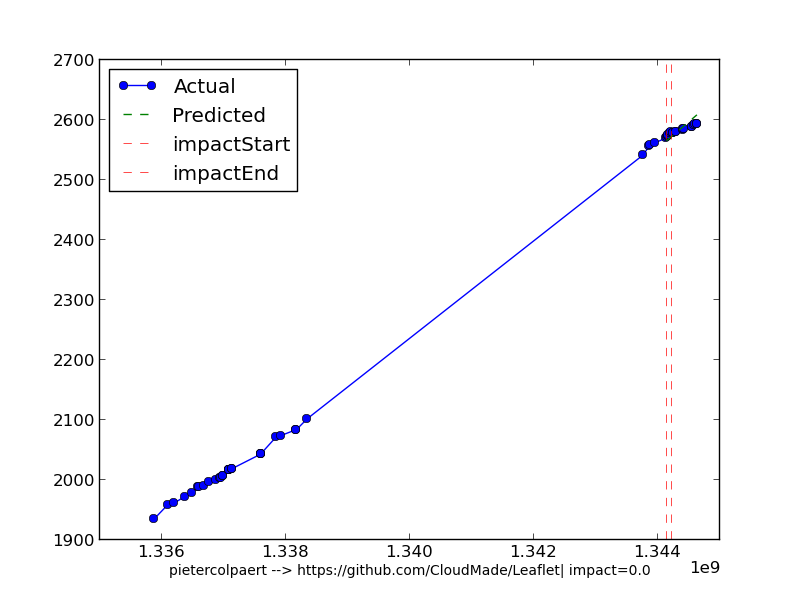 2700
2600
2500
2400
2300
2200
2100
2000
1900
Actual
Predicted
impactStart
impactEnd
1.336 1.338 1.340 1.342 1.344
1e9
pietercolpaert --> https://github.com/CloudMade/Leaflet| impact=0.0